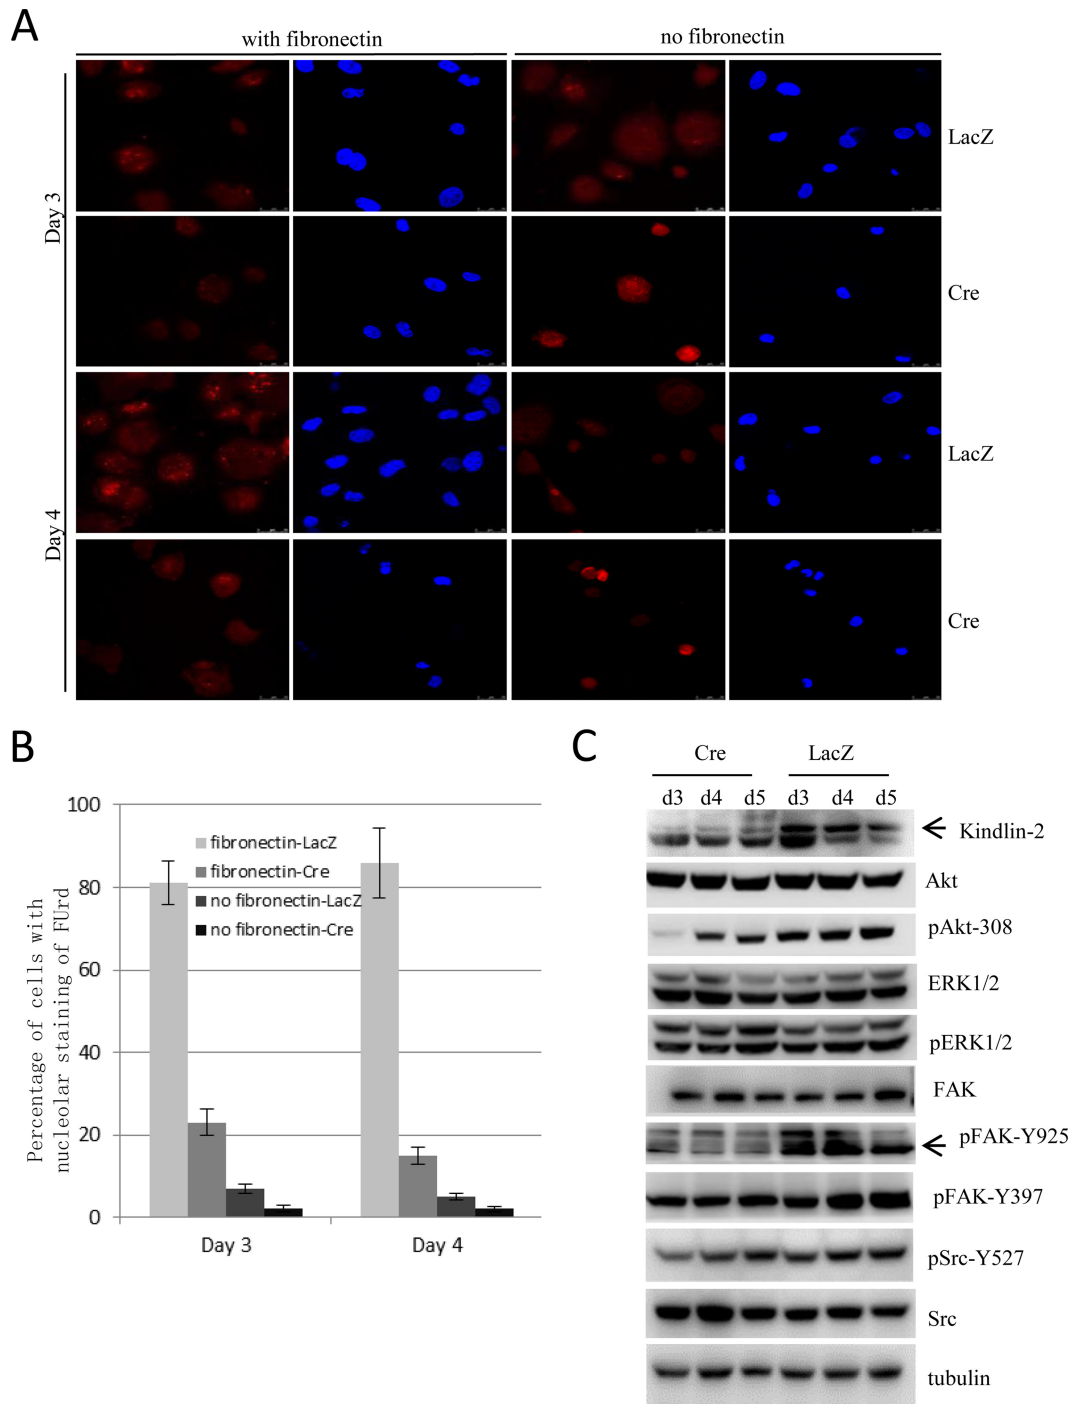 A
with fibronectin
no fibronectin
Day 3
LacZ
Cre
Day 4
LacZ
Cre
B
Percentage of cells with
nucleolar staining of FUrd
100
80
60
40
20
0
fibronectin-LacZ
fibronectin-Cre
no fibronectin-LacZ
no fibronectin-Cre
Day 3
Day 4
C
Cre
LacZ
d3 d4 d5 d3 d4 d5
Kindlin-2
Akt
pAkt-308
ERK1/2
pERK1/2
FAK
pFAK-Y925
pFAK-Y397
pSrc-Y527
Src
tubulin